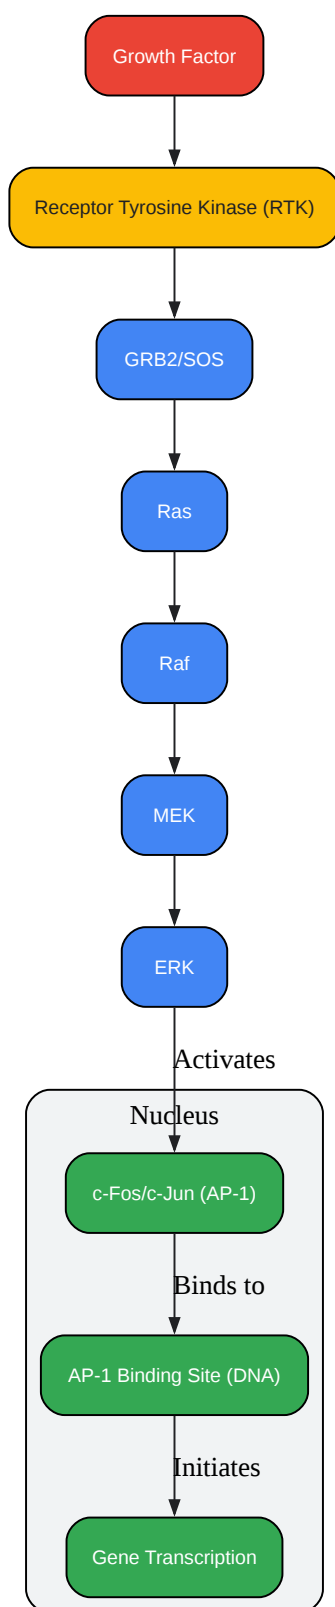 Growth Factor
Receptor Tyrosine Kinase (RTK)
GRB2/SOS
Ras
Raf
MEK
ERK
Activates
Nucleus
c-Fos/c-Jun (AP-1)
Binds to
AP-1 Binding Site (DNA)
Initiates
Gene Transcription